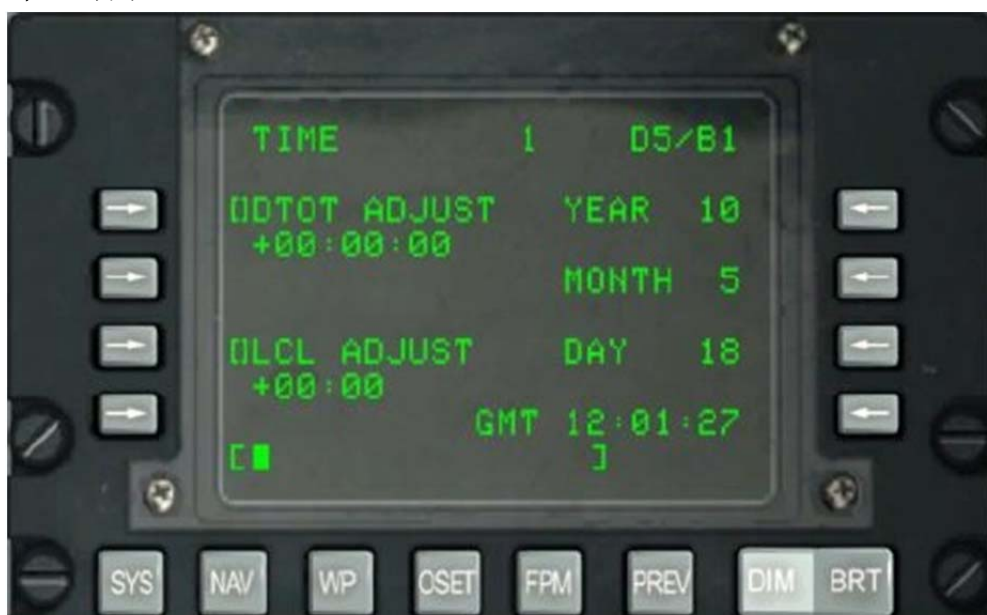 TIME 1 D5/B1
[]DTOT ADJUST YEAR 10
+00:00:00
MONTH 5
[]LCL ADJUST DAY 18
+00:00
GMT 12:01:27
[ ]
SYS NAV WP OSET FPM PREV DIM BRT